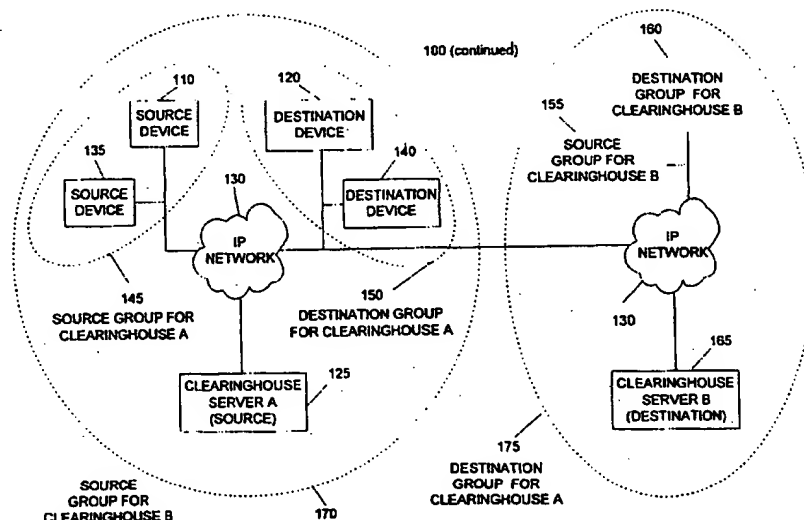 100 (continued)
160
DESTINATION
GROUP FOR
CLEARINGHOUSE B
110
SOURCE
DEVICE
120
DESTINATION
DEVICE
155
SOURCE
GROUP FOR
CLEARINGHOUSE B
135
SOURCE
DEVICE
130
IP
NETWORK
140
DESTINATION
DEVICE
IP
NETWORK
130
145
SOURCE GROUP FOR
CLEARINGHOUSE A
150
DESTINATION GROUP
FOR CLEARINGHOUSE A
CLEARINGHOUSE
SERVER A
(SOURCE)
125
165
CLEARINGHOUSE
SERVER B
(DESTINATION)
175
DESTINATION
GROUP FOR
CLEARINGHOUSE A
SOURCE
GROUP FOR
CLEARINGHOUSE B
170